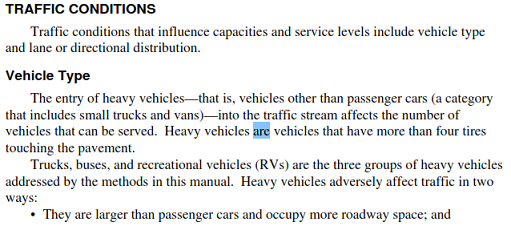 TRAFFIC CONDITIONS
Traffic conditions that influence capacities and service levels include vehicle type
and lane or directional distribution.
Vehicle Type
The entry of heavy vehicles—that is, vehicles other than passenger cars (a category
that includes small trucks and vans)—into the traffic stream affects the number of
vehicles that can be served. Heavy vehicles are vehicles that have more than four tires
touching the pavement.
Trucks, buses, and recreational vehicles (RVs) are the three groups of heavy vehicles
addressed by the methods in this manual. Heavy vehicles adversely affect traffic in two
ways:
• They are larger than passenger cars and occupy more roadway space; and